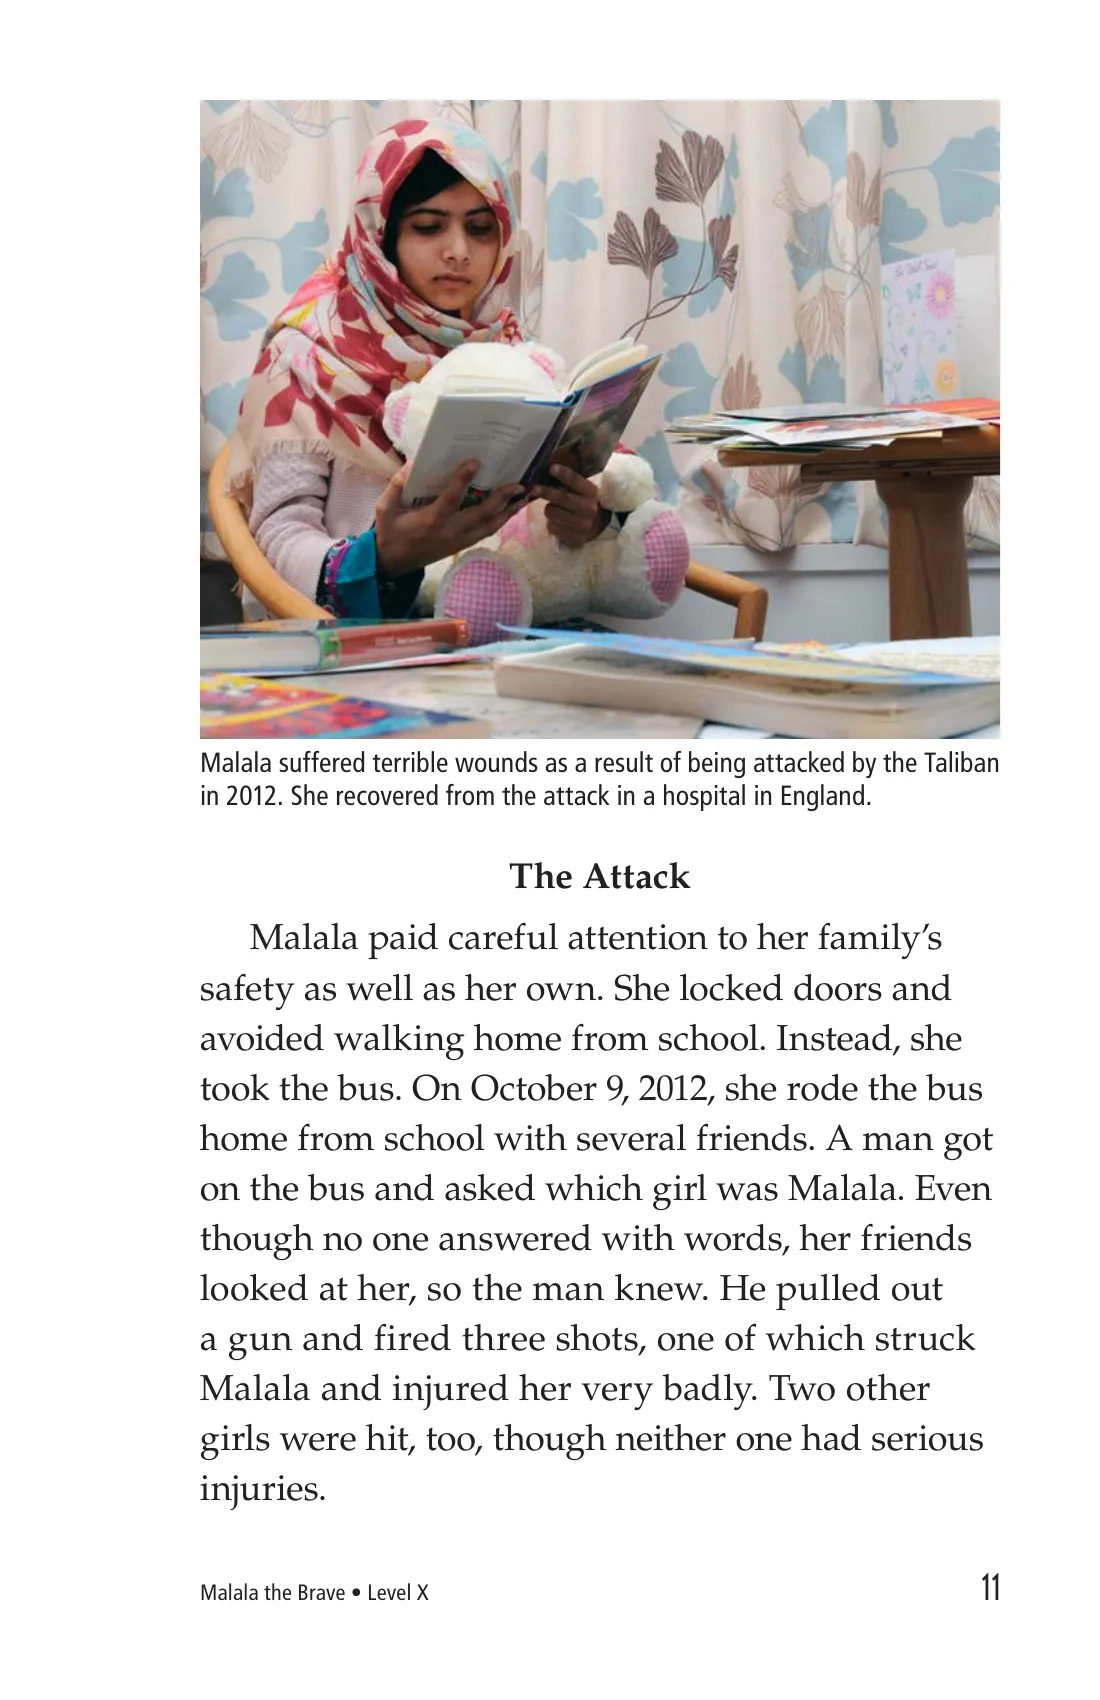 Get Well Soon
Malala suffered terrible wounds as a result of being attacked by the Taliban
in 2012. She recovered from the attack in a hospital in England.
The Attack
Malala paid careful attention to her family’s
safety as well as her own. She locked doors and
avoided walking home from school. Instead, she
took the bus. On October 9, 2012, she rode the bus
home from school with several friends. A man got
on the bus and asked which girl was Malala. Even
though no one answered with words, her friends
looked at her, so the man knew. He pulled out
a gun and fired three shots, one of which struck
Malala and injured her very badly. Two other
girls were hit, too, though neither one had serious
injuries.
Malala the Brave • Level X
11